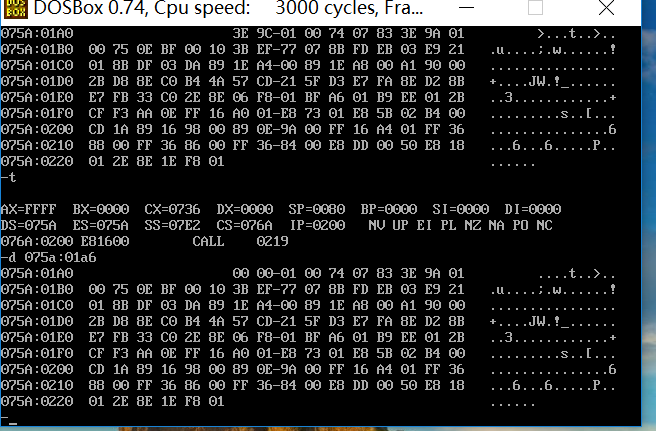 DOS
BOX
DOSBox 0.74, Cpu speed: 3000 cycles, Fra...
075A:01A0 3E 9C-01 00 74 07 83 3E 9A 01 >...t..>..
075A:01B0 00 75 0E BF 00 10 3B EF-77 07 8B FD EB 03 E9 21 .u....;.w......!
075A:01C0 01 8B DF 03 DA 89 1E A4-00 89 1E A8 00 A1 90 00 ................
075A:01D0 2B D8 8E C0 B4 4A 57 CD-21 5F D3 E7 FA 8E D2 8B +....JW.!_......
075A:01E0 E7 FB 33 C0 2E 8E 06 F8-01 BF A6 01 B9 EE 01 2B ..3............+
075A:01F0 CF F3 AA 0E FF 16 A0 01-E8 73 01 E8 5B 02 B4 00 .........s..[...
075A:0200 CD 1A 89 16 98 00 89 0E-9A 00 FF 16 A4 01 FF 36 ...............6
075A:0210 88 00 FF 36 86 00 FF 36-84 00 E8 DD 00 50 E8 18 ...6...6.....P..
075A:0220 01 2E 8E 1E F8 01 ......
-t
AX=FFFF BX=0000 CX=0736 DX=0000 SP=0080 BP=0000 SI=0000 DI=0000
DS=075A ES=075A SS=07E2 CS=076A IP=0200 NV UP EI PL NZ NA PO NC
076A:0200 E81600 CALL 0219
-d 075a:01a6
075A:01A0 00 00-01 00 74 07 83 3E 9A 01 ....t..>..
075A:01B0 00 75 0E BF 00 10 3B EF-77 07 8B FD EB 03 E9 21 .u....;.w......!
075A:01C0 01 8B DF 03 DA 89 1E A4-00 89 1E A8 00 A1 90 00 ................
075A:01D0 2B D8 8E C0 B4 4A 57 CD-21 5F D3 E7 FA 8E D2 8B +....JW.!_......
075A:01E0 E7 FB 33 C0 2E 8E 06 F8-01 BF A6 01 B9 EE 01 2B ..3............+
075A:01F0 CF F3 AA 0E FF 16 A0 01-E8 73 01 E8 5B 02 B4 00 .........s..[...
075A:0200 CD 1A 89 16 98 00 89 0E-9A 00 FF 16 A4 01 FF 36 ...............6
075A:0210 88 00 FF 36 86 00 FF 36-84 00 E8 DD 00 50 E8 18 ...6...6.....P..
075A:0220 01 2E 8E 1E F8 01 ......
-_